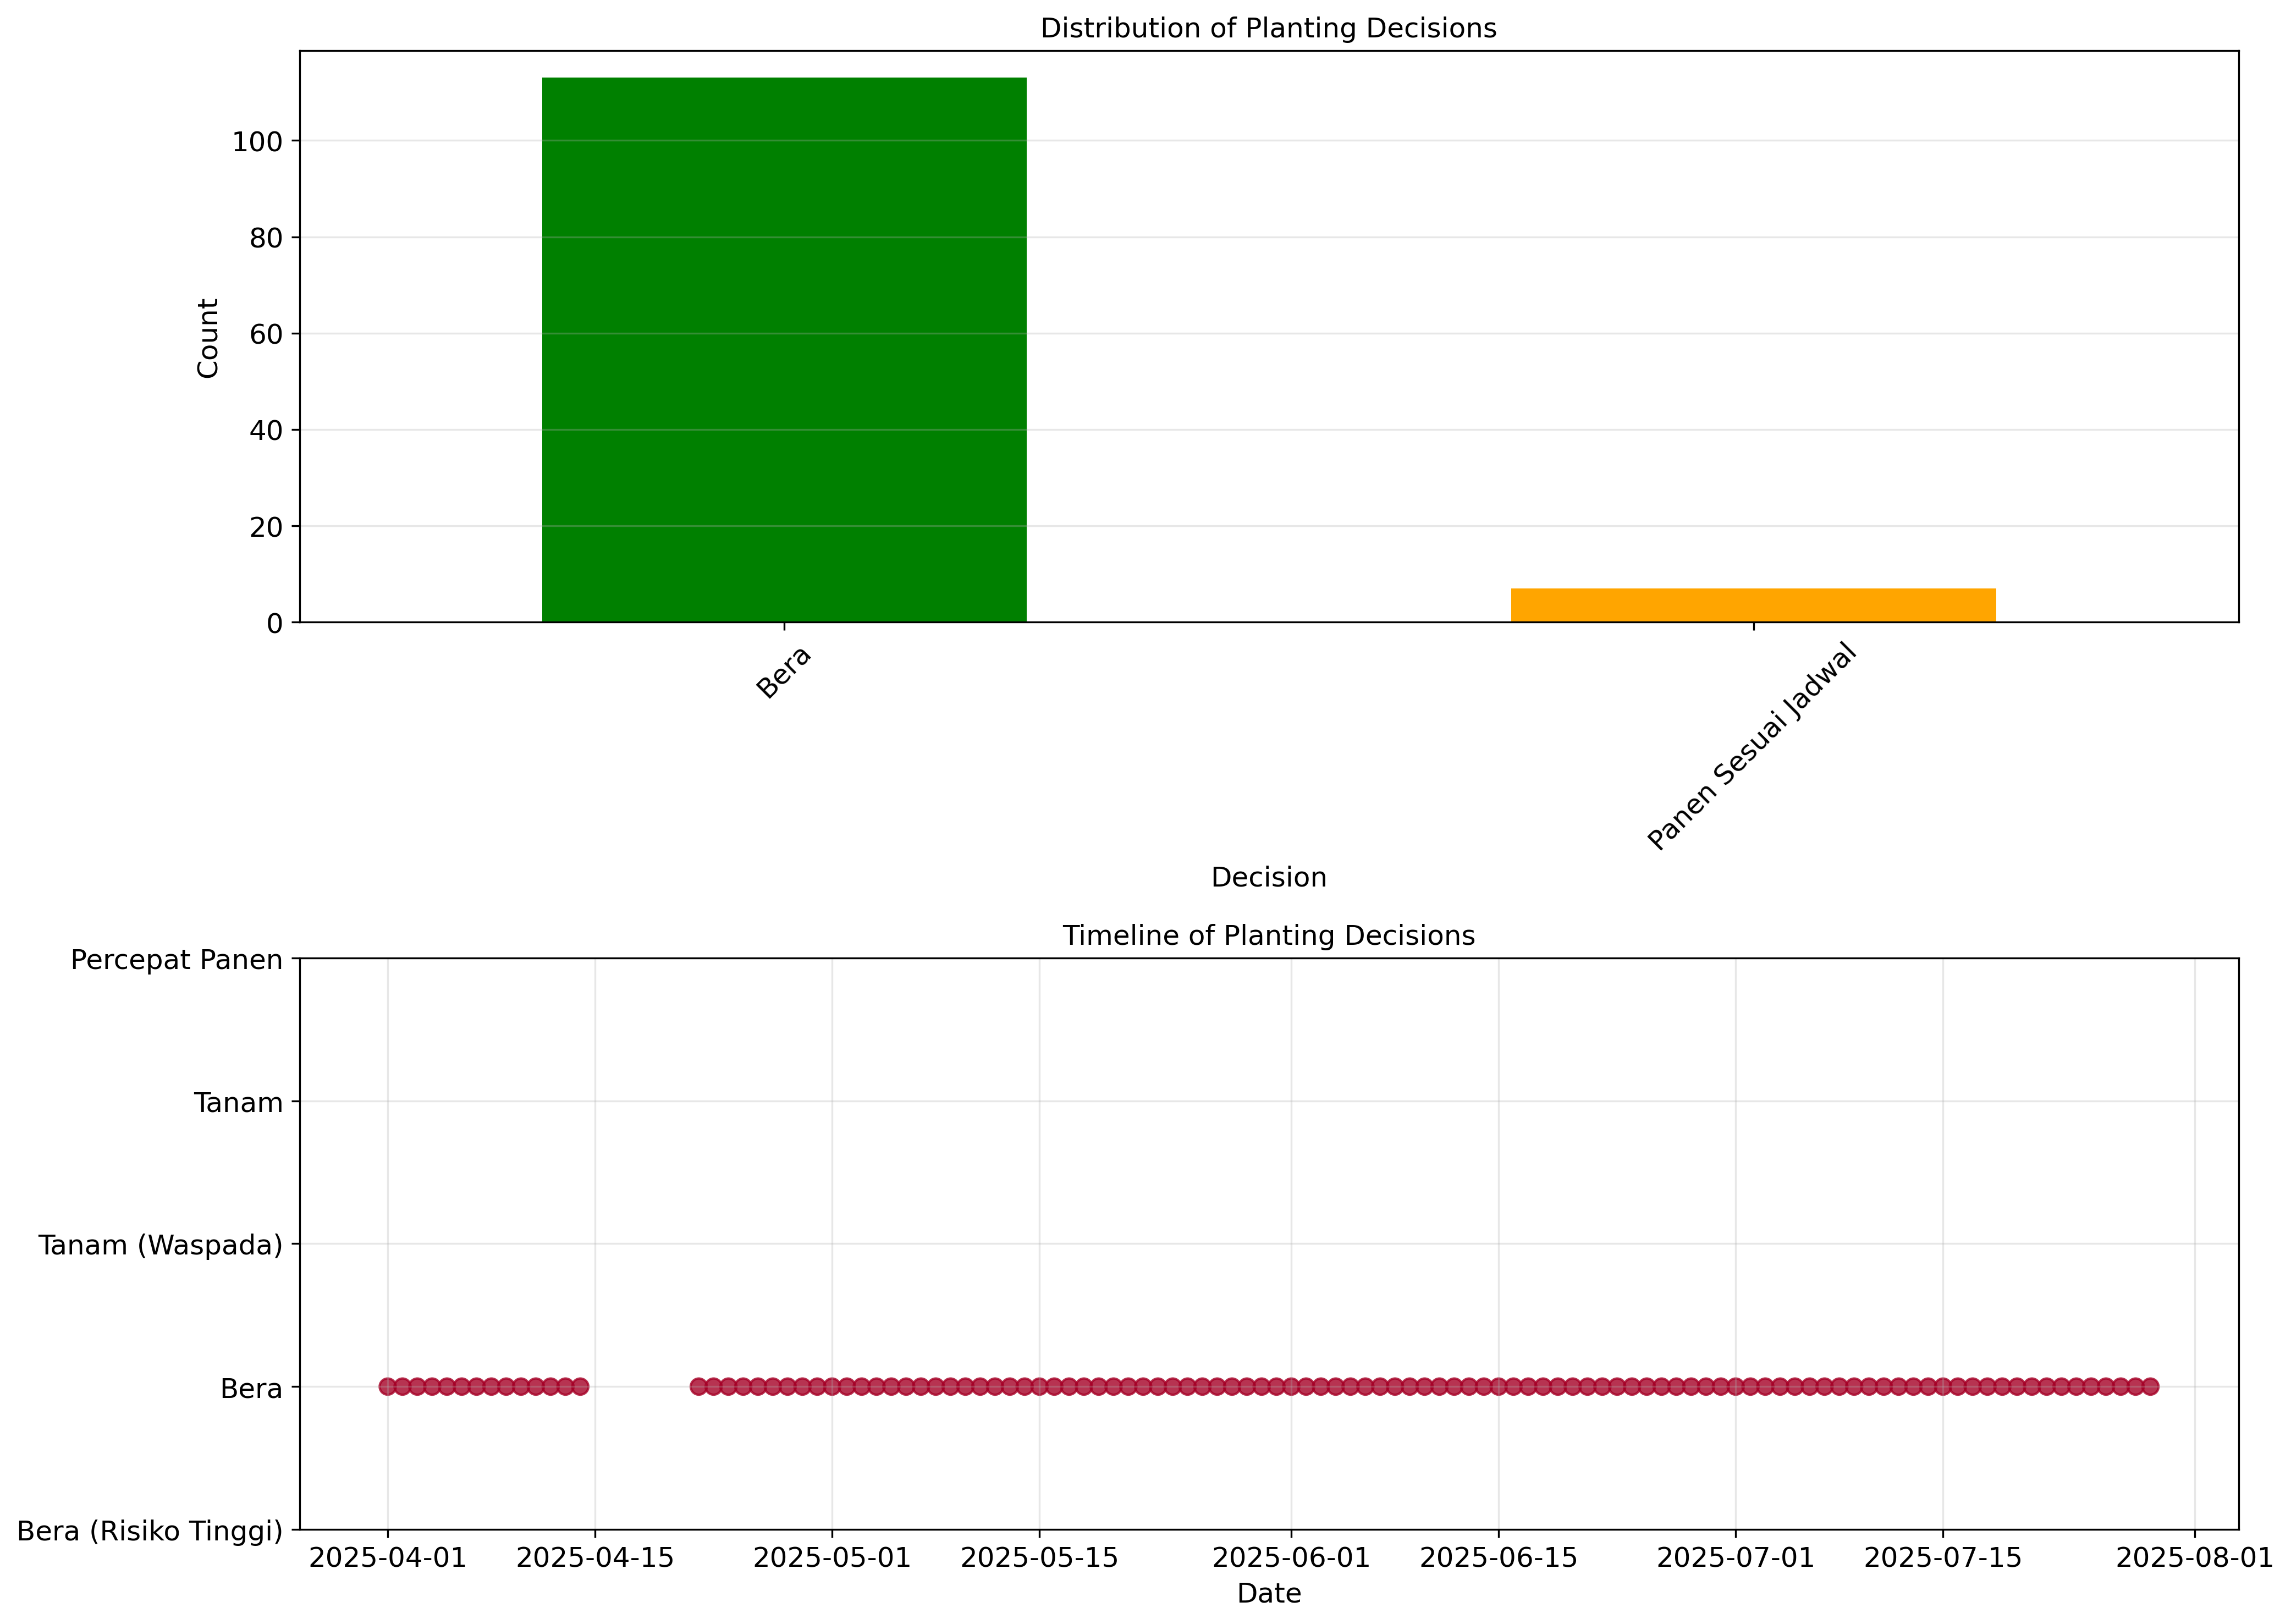 Distribution of Planting Decisions
Count
100
80
60
40
20
0
Bera
Panen Sesuai Jadwal
Decision
Timeline of Planting Decisions
Percepat Panen
Tanam
Tanam (Waspada)
Bera
Bera (Risiko Tinggi)
2025-04-01 2025-04-15 2025-05-01 2025-05-15 2025-06-01 2025-06-15 2025-07-01 2025-07-15 2025-08-01
Date